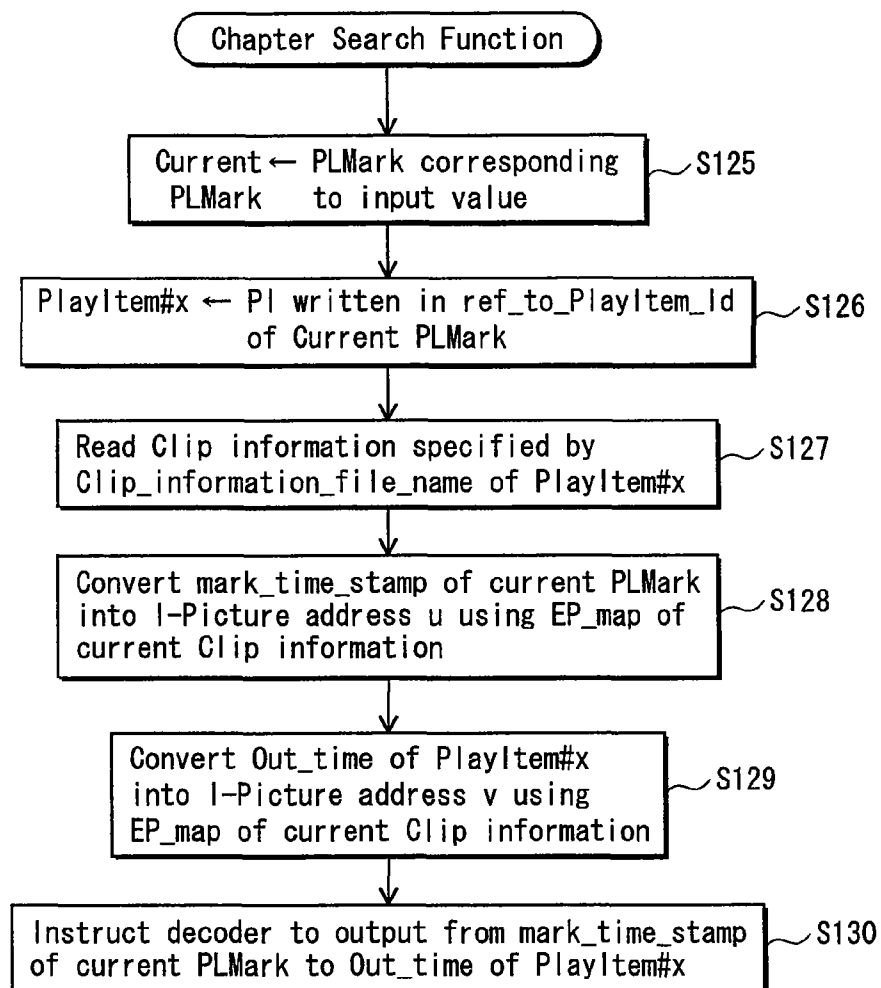 Chapter Search Function
Current ← PLMark corresponding
PLMark to input value
S125
PlayItem#x ← PI written in ref_to_PlayItem_Id
of Current PLMark
S126
Read Clip information specified by
Clip_information_file_name of PlayItem#x
S127
Convert mark_time_stamp of current PLMark
into I-Picture address u using EP_map of
current Clip information
S128
Convert Out_time of PlayItem#x
into I-Picture address v using
EP_map of current Clip information
S129
Instruct decoder to output from mark_time_stamp
of current PLMark to Out_time of PlayItem#x
S130